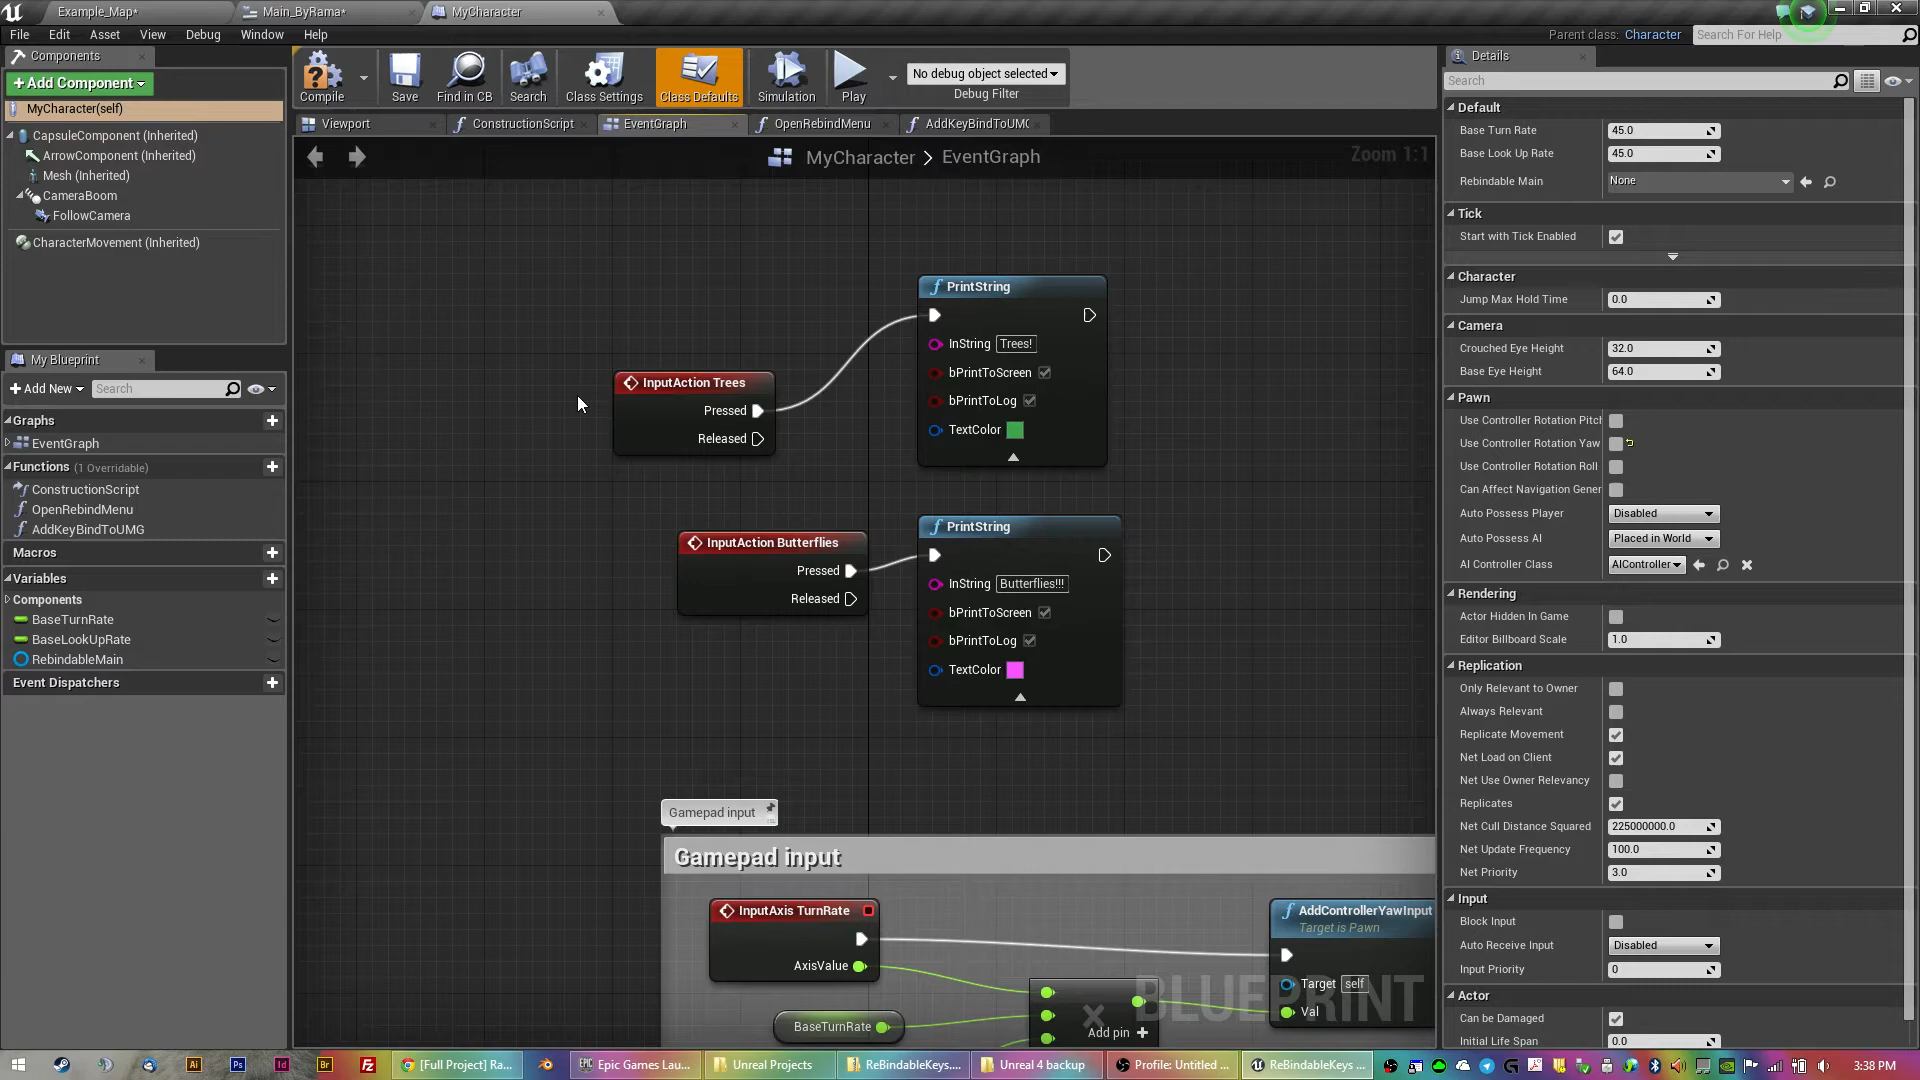 Example_Map*
Main_ByRama*
MyCharacter
File Edit Asset View Debug Window Help
Parent class: Character
Search For Help
Components
+ Add Component
MyCharacter(self)
CapsuleComponent (Inherited)
ArrowComponent (Inherited)
Mesh (Inherited)
CameraBoom
FollowCamera
CharacterMovement (Inherited)
My Blueprint
+ Add New
Search
Graphs
EventGraph
Functions (1 Overridable)
ConstructionScript
OpenRebindMenu
AddKeyBindToUMG
Macros
Variables
Components
BaseTurnRate
BaseLookUpRate
RebindableMain
Event Dispatchers
Compile
Save
Find in CB
Search
Class Settings
Class Defaults
Simulation
Play
No debug object selected
Debug Filter
Viewport
ConstructionScript
EventGraph
OpenRebindMenu
AddKeyBindToUMG
MyCharacter > EventGraph
Zoom 1:1
PrintString
InString Trees!
bPrintToScreen
bPrintToLog
TextColor
InputAction Trees
Pressed
Released
PrintString
InString Butterflies!!!
bPrintToScreen
bPrintToLog
TextColor
InputAction Butterflies
Pressed
Released
Gamepad input
Gamepad input
InputAxis TurnRate
AxisValue
BaseTurnRate
Add pin +
AddControllerYawInput
Target is Pawn
Target self
Val
BLUEPRINT
Details
Search
Default
Base Turn Rate 45.0
Base Look Up Rate 45.0
Rebindable Main None
Tick
Start with Tick Enabled
Character
Jump Max Hold Time 0.0
Camera
Crouched Eye Height 32.0
Base Eye Height 64.0
Pawn
Use Controller Rotation Pitch
Use Controller Rotation Yaw
Use Controller Rotation Roll
Can Affect Navigation Gener
Auto Possess Player Disabled
Auto Possess AI Placed in World
AI Controller Class AIController
Rendering
Actor Hidden In Game
Editor Billboard Scale 1.0
Replication
Only Relevant to Owner
Always Relevant
Replicate Movement
Net Load on Client
Net Use Owner Relevancy
Replicates
Net Cull Distance Squared 225000000.0
Net Update Frequency 100.0
Net Priority 3.0
Input
Block Input
Auto Receive Input Disabled
Input Priority 0
Actor
Can be Damaged
Initial Life Span 0.0
Ai
Ps
Id
Br
Fz
[Full Project] Ra...
Epic Games Lau...
Unreal Projects
ReBindableKeys....
Unreal 4 backup
Profile: Untitled ...
ReBindableKeys ...
3:38 PM